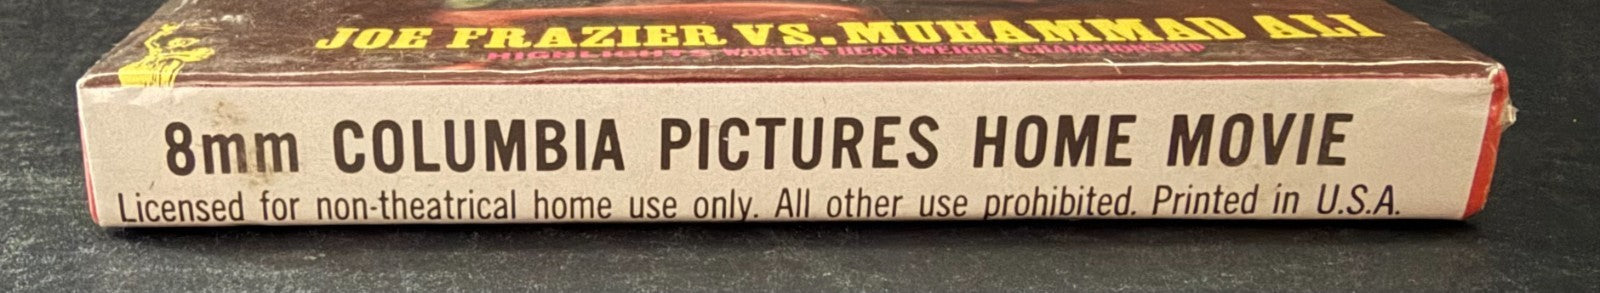 JOE FRAZIER VS. MUHAMMAD ALI
HIGHLIGHTS WORLD'S HEAVYWEIGHT CHAMPIONSHIP
8mm COLUMBIA PICTURES HOME MOVIE
Licensed for non-theatrical home use only. All other use prohibited. Printed in U.S.A.